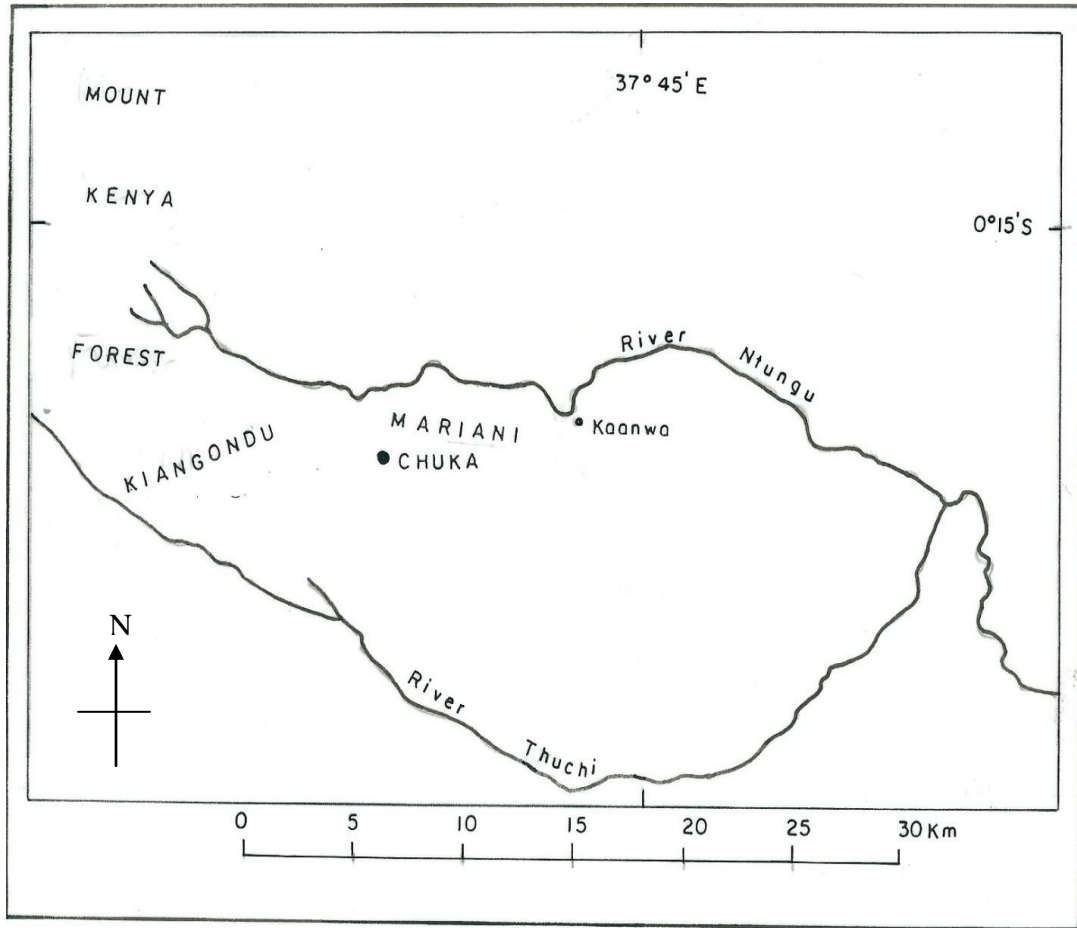 37° 45' E
MOUNT
KENYA
0°15'S
FOREST
River Ntungu
MARIANI
Kaanwa
KIANGONDU
CHUKA
N
River Thuchi
0 5 10 15 20 25 30 Km